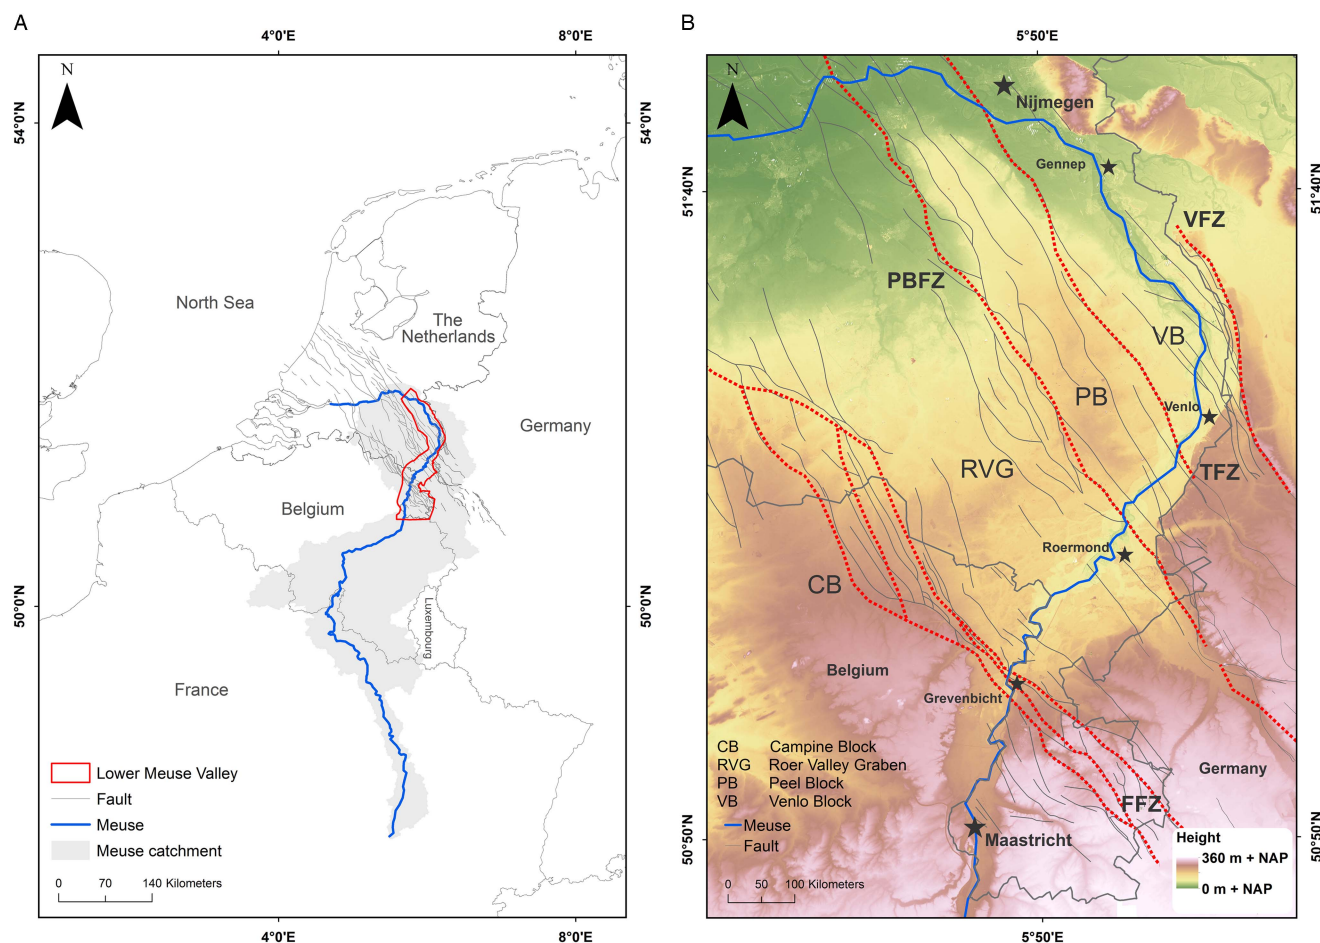 A
4°0'E
8°0'E
N
54°0'N
54°0'N
North Sea
The
Netherlands
Germany
Belgium
50°0'N
50°0'N
Luxembourg
France
Lower Meuse Valley
Fault
Meuse
Meuse catchment
0 70 140 Kilometers
4°0'E
8°0'E
B
5°50'E
N
Nijmegen
Gennep
51°40'N
51°40'N
VFZ
PBFZ
VB
PB
Venlo
RVG
TFZ
Roermond
CB
Belgium
Grevenbicht
CB Campine Block
RVG Roer Valley Graben
PB Peel Block
VB Venlo Block
Meuse
Fault
Germany
FFZ
Maastricht
50°50'N
50°50'N
Height
360 m + NAP
0 m + NAP
0 50 100 Kilometers
5°50'E